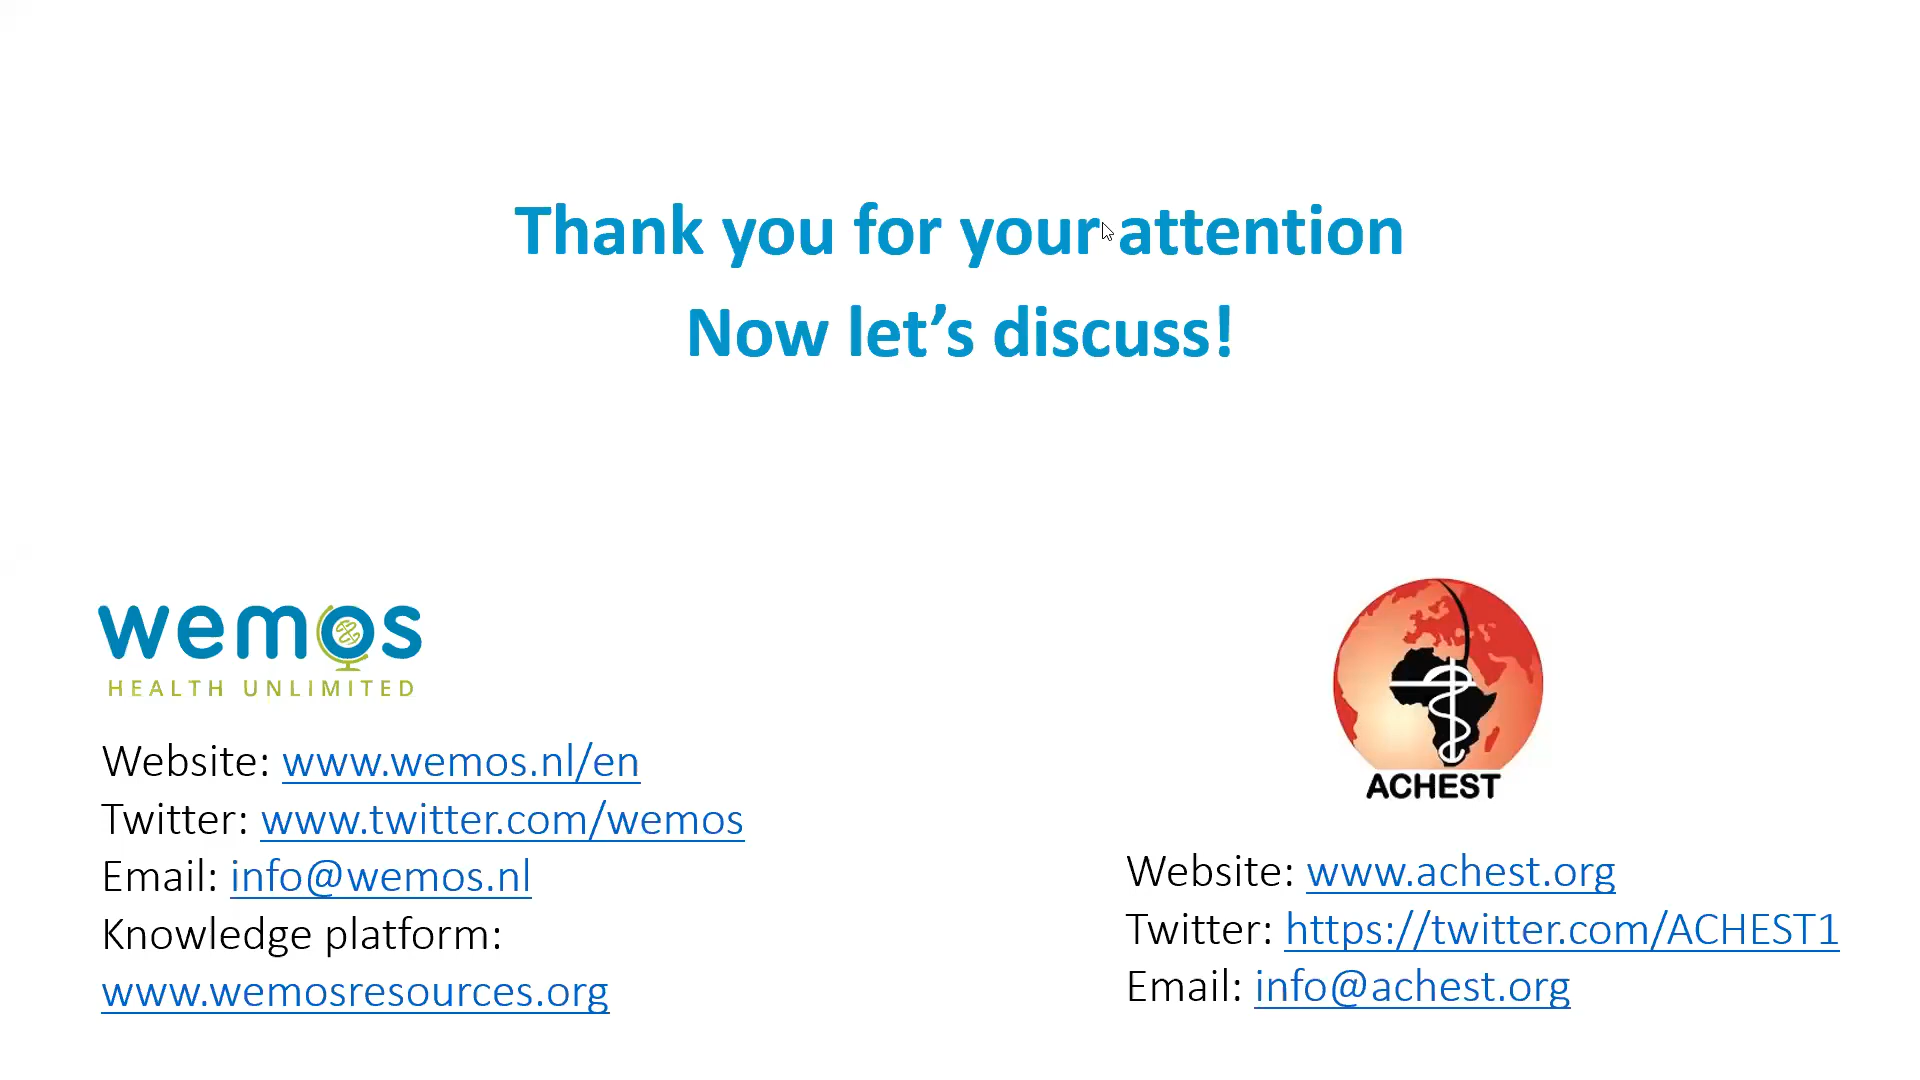 Thank you for your attention
Now let’s discuss!
wemos
HEALTH UNLIMITED
Website: www.wemos.nl/en
Twitter: www.twitter.com/wemos
Email: info@wemos.nl
Knowledge platform:
www.wemosresources.org
ACHEST
Website: www.achest.org
Twitter: https://twitter.com/ACHEST1
Email: info@achest.org